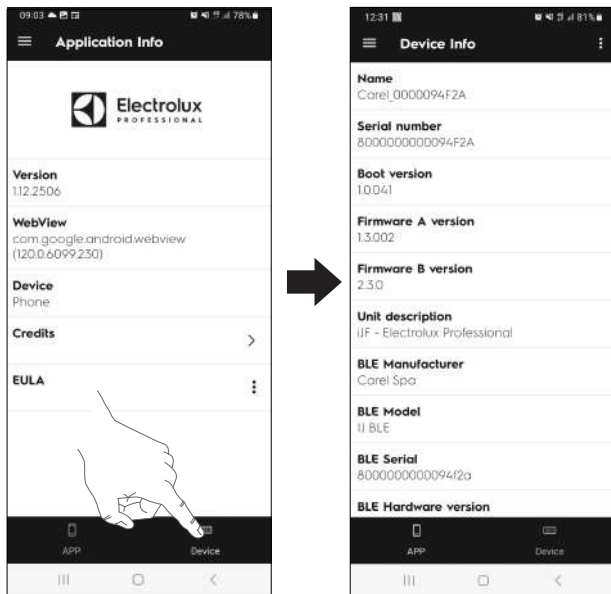 09:03
78%
Application Info
Electrolux
PROFESSIONAL
Version
1.12.2506
WebView
com.google.android.webview
(120.0.6099.230)
Device
Phone
Credits
EULA
APP
Device
12:31
81%
Device Info
Name
Carel_0000094F2A
Serial number
8000000000094F2A
Boot version
1.0.041
Firmware A version
1.3.002
Firmware B version
2.3.0
Unit description
iJF - Electrolux Professional
BLE Manufacturer
Carel Spa
BLE Model
IJ BLE
BLE Serial
8000000000094f2a
BLE Hardware version
APP
Device